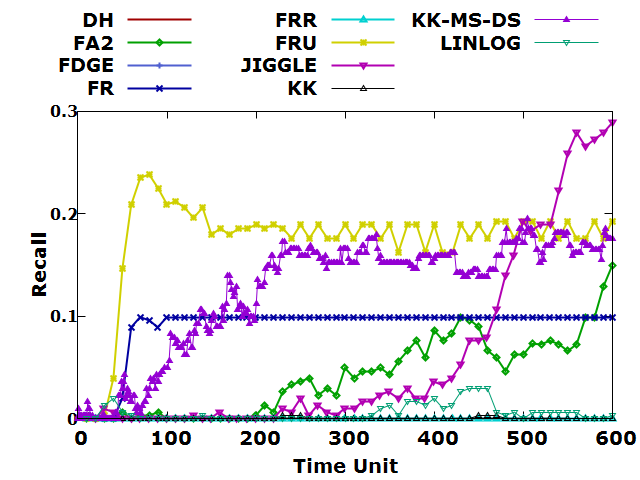 DH FRR KK-MS-DS
FA2 FRU LINLOG
FDGE JIGGLE
FR KK
0.3
0.2
0.1
0
Recall
0 100 200 300 400 500 600
Time Unit